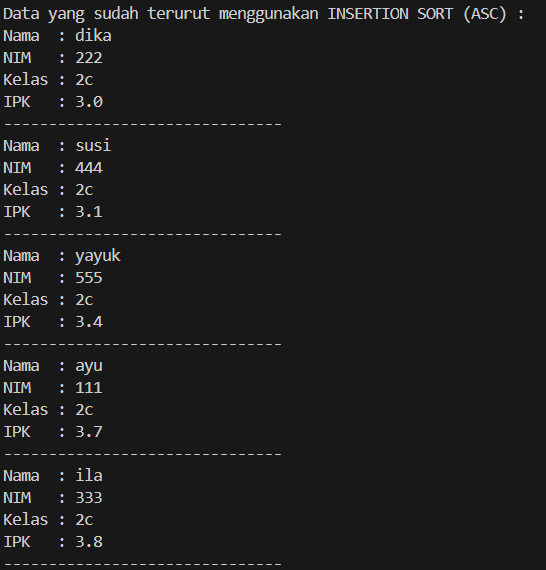 Data yang sudah terurut menggunakan INSERTION SORT (ASC) :
Nama  : dika
NIM   : 222
Kelas : 2c
IPK   : 3.0
-------------------------------
Nama  : susi
NIM   : 444
Kelas : 2c
IPK   : 3.1
-------------------------------
Nama  : yayuk
NIM   : 555
Kelas : 2c
IPK   : 3.4
-------------------------------
Nama  : ayu
NIM   : 111
Kelas : 2c
IPK   : 3.7
-------------------------------
Nama  : ila
NIM   : 333
Kelas : 2c
IPK   : 3.8
-------------------------------